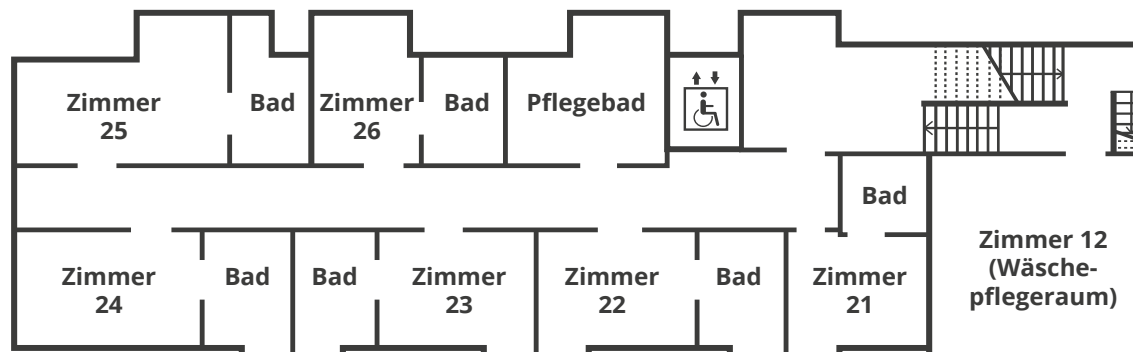 Zimmer
25
Bad
Zimmer
26
Bad
Pflegebad
Bad
Zimmer 12
(Wäsche-
pflegeraum)
Zimmer
24
Bad
Bad
Zimmer
23
Zimmer
22
Bad
Zimmer
21